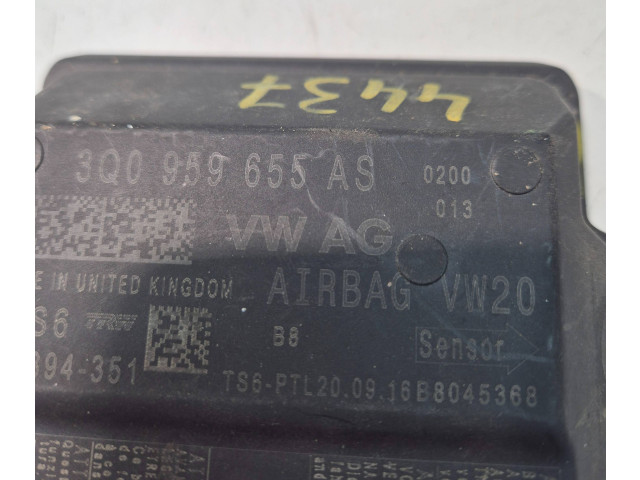 4437
3Q0 959 655 AS 0200
013
VW AG
E IN UNITED KINGDOM AIRBAG VW20
S6 TRW B8 Sensor
394-351 TS6-PTL20.09.16B8045368